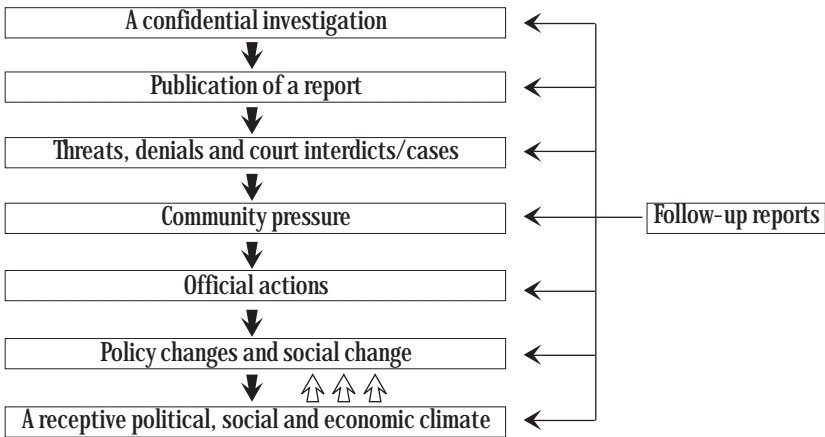 A confidential investigation
Publication of a report
Threats, denials and court interdicts/cases
Community pressure
Follow-up reports
Official actions
Policy changes and social change
A receptive political, social and economic climate